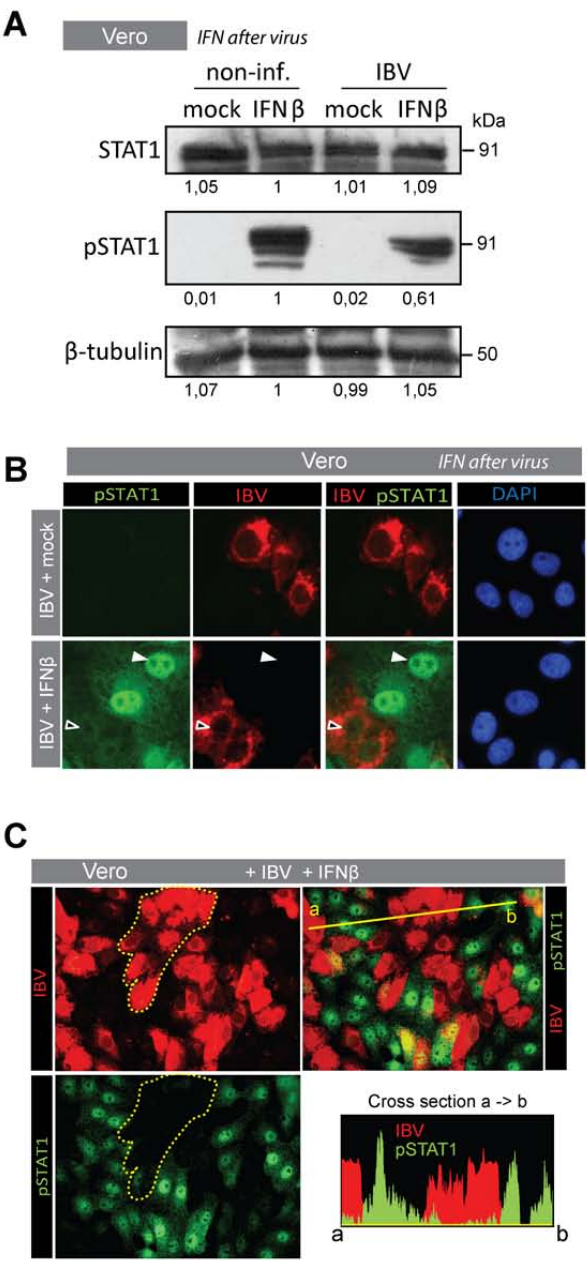 A
Vero IFN after virus
non-inf. IBV
mock IFNβ mock IFNβ kDa
STAT1 91
1,05 1 1,01 1,09
pSTAT1 91
0,01 1 0,02 0,61
β-tubulin 50
1,07 1 0,99 1,05
B
Vero IFN after virus
pSTAT1 IBV IBV pSTAT1 DAPI
IBV + mock
IBV + IFNβ
C
Vero + IBV + IFNβ
IBV
a b
IBV pSTAT1
pSTAT1
Cross section a -> b
IBV
pSTAT1
a b